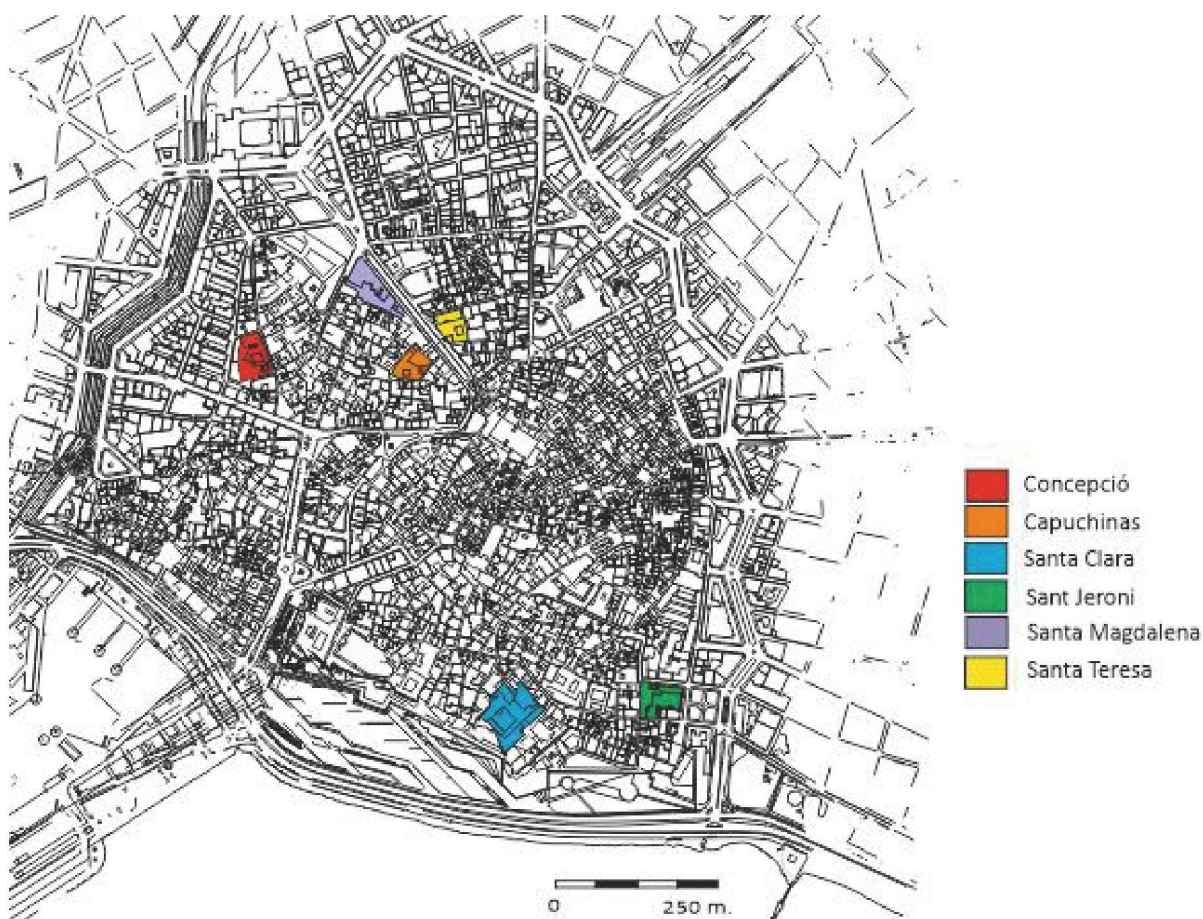 Concepció
Capuchinas
Santa Clara
Sant Jeroni
Santa Magdalena
Santa Teresa
0 250 m.